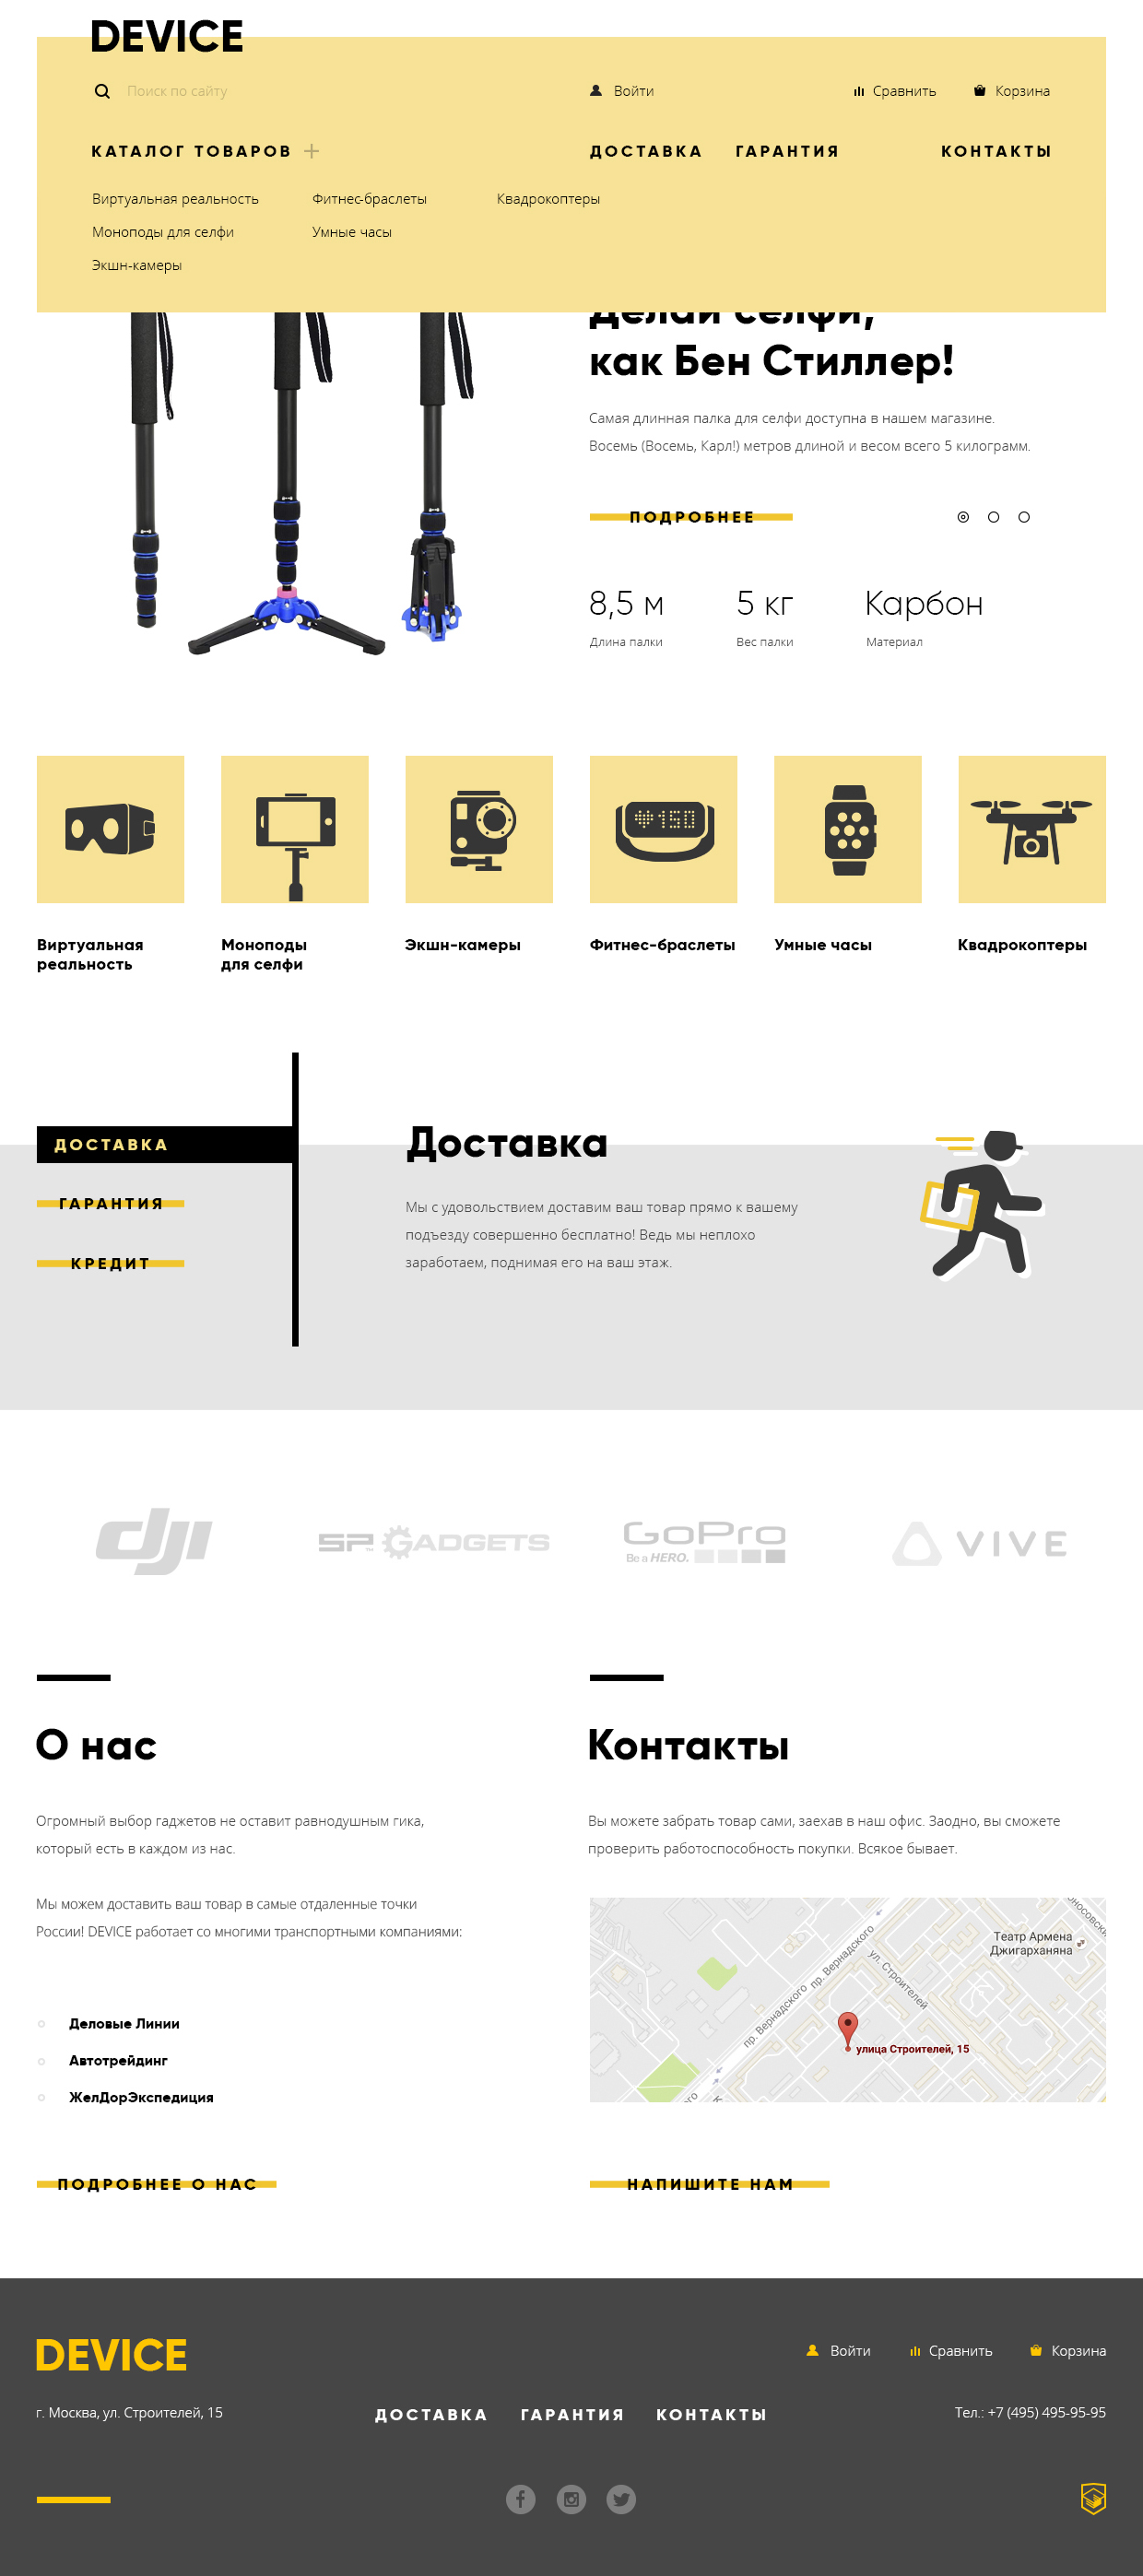 DEVICE
Поиск по сайту
Войти
Сравнить
Корзина
КАТАЛОГ ТОВАРОВ
ДОСТАВКА
ГАРАНТИЯ
КОНТАКТЫ
Виртуальная реальность
Фитнес-браслеты
Квадрокоптеры
Моноподы для селфи
Умные часы
Экшн-камеры
делай селфи,
как Бен Стиллер!
Самая длинная палка для селфи доступна в нашем магазине.
Восемь (Восемь, Карл!) метров длиной и весом всего 5 килограмм.
ПОДРОБНЕЕ
8,5 м
5 кг
Карбон
Длина палки
Вес палки
Материал
150
Виртуальная
реальность
Моноподы
для селфи
Экшн-камеры
Фитнес-браслеты
Умные часы
Квадрокоптеры
ДОСТАВКА
ГАРАНТИЯ
КРЕДИТ
Доставка
Мы с удовольствием доставим ваш товар прямо к вашему
подъезду совершенно бесплатно! Ведь мы неплохо
заработаем, поднимая его на ваш этаж.
dji
SP GADGETS
GoPro
Be a HERO.
VIVE
О нас
Огромный выбор гаджетов не оставит равнодушным гика,
который есть в каждом из нас.
Мы можем доставить ваш товар в самые отдаленные точки
России! DEVICE работает со многими транспортными компаниями:
Деловые Линии
Автотрейдинг
ЖелДорЭкспедиция
ПОДРОБНЕЕ О НАС
Контакты
Вы можете забрать товар сами, заехав в наш офис. Заодно, вы сможете
проверить работоспособность покупки. Всякое бывает.
Театр Армена
Джигарханяна
пр. Вернадского
ул. Строителей
пр. Вернадского
улица Строителей, 15
НАПИШИТЕ НАМ
DEVICE
Войти
Сравнить
Корзина
г. Москва, ул. Строителей, 15
ДОСТАВКА
ГАРАНТИЯ
КОНТАКТЫ
Тел.: +7 (495) 495-95-95